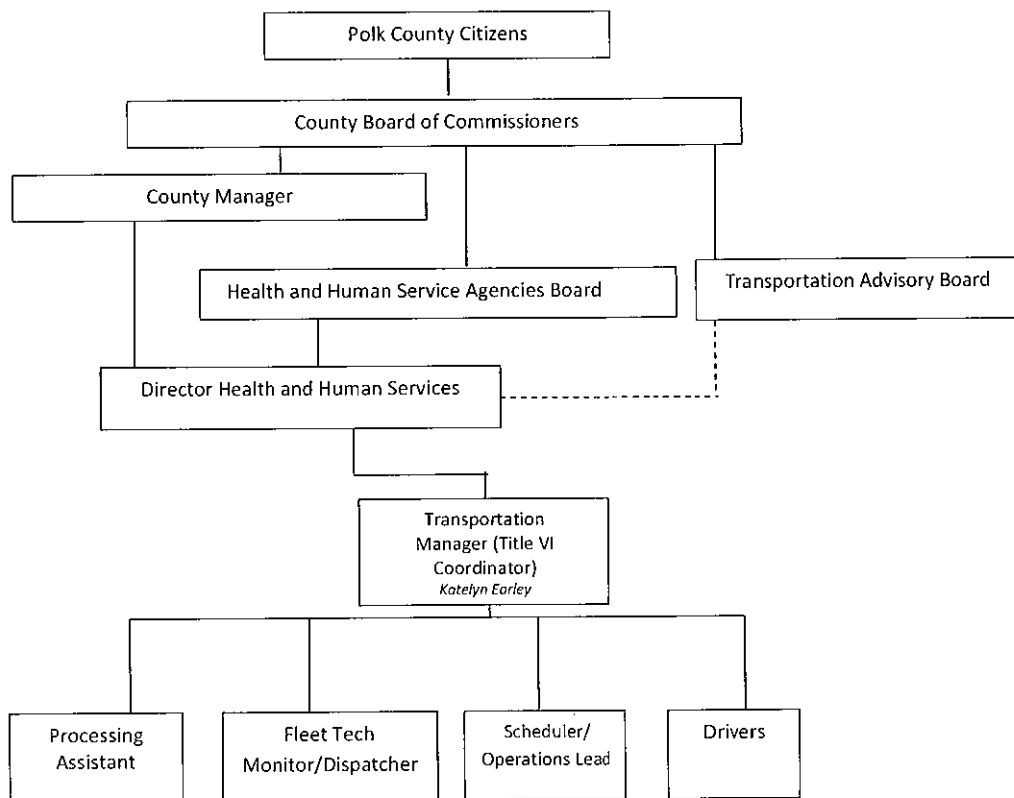 Polk County Citizens
County Board of Commissioners
County Manager
Health and Human Service Agencies Board
Transportation Advisory Board
Director Health and Human Services
Transportation
Manager (Title VI
Coordinator)
Katelyn Earley
Processing
Assistant
Fleet Tech
Monitor/Dispatcher
Scheduler/
Operations Lead
Drivers